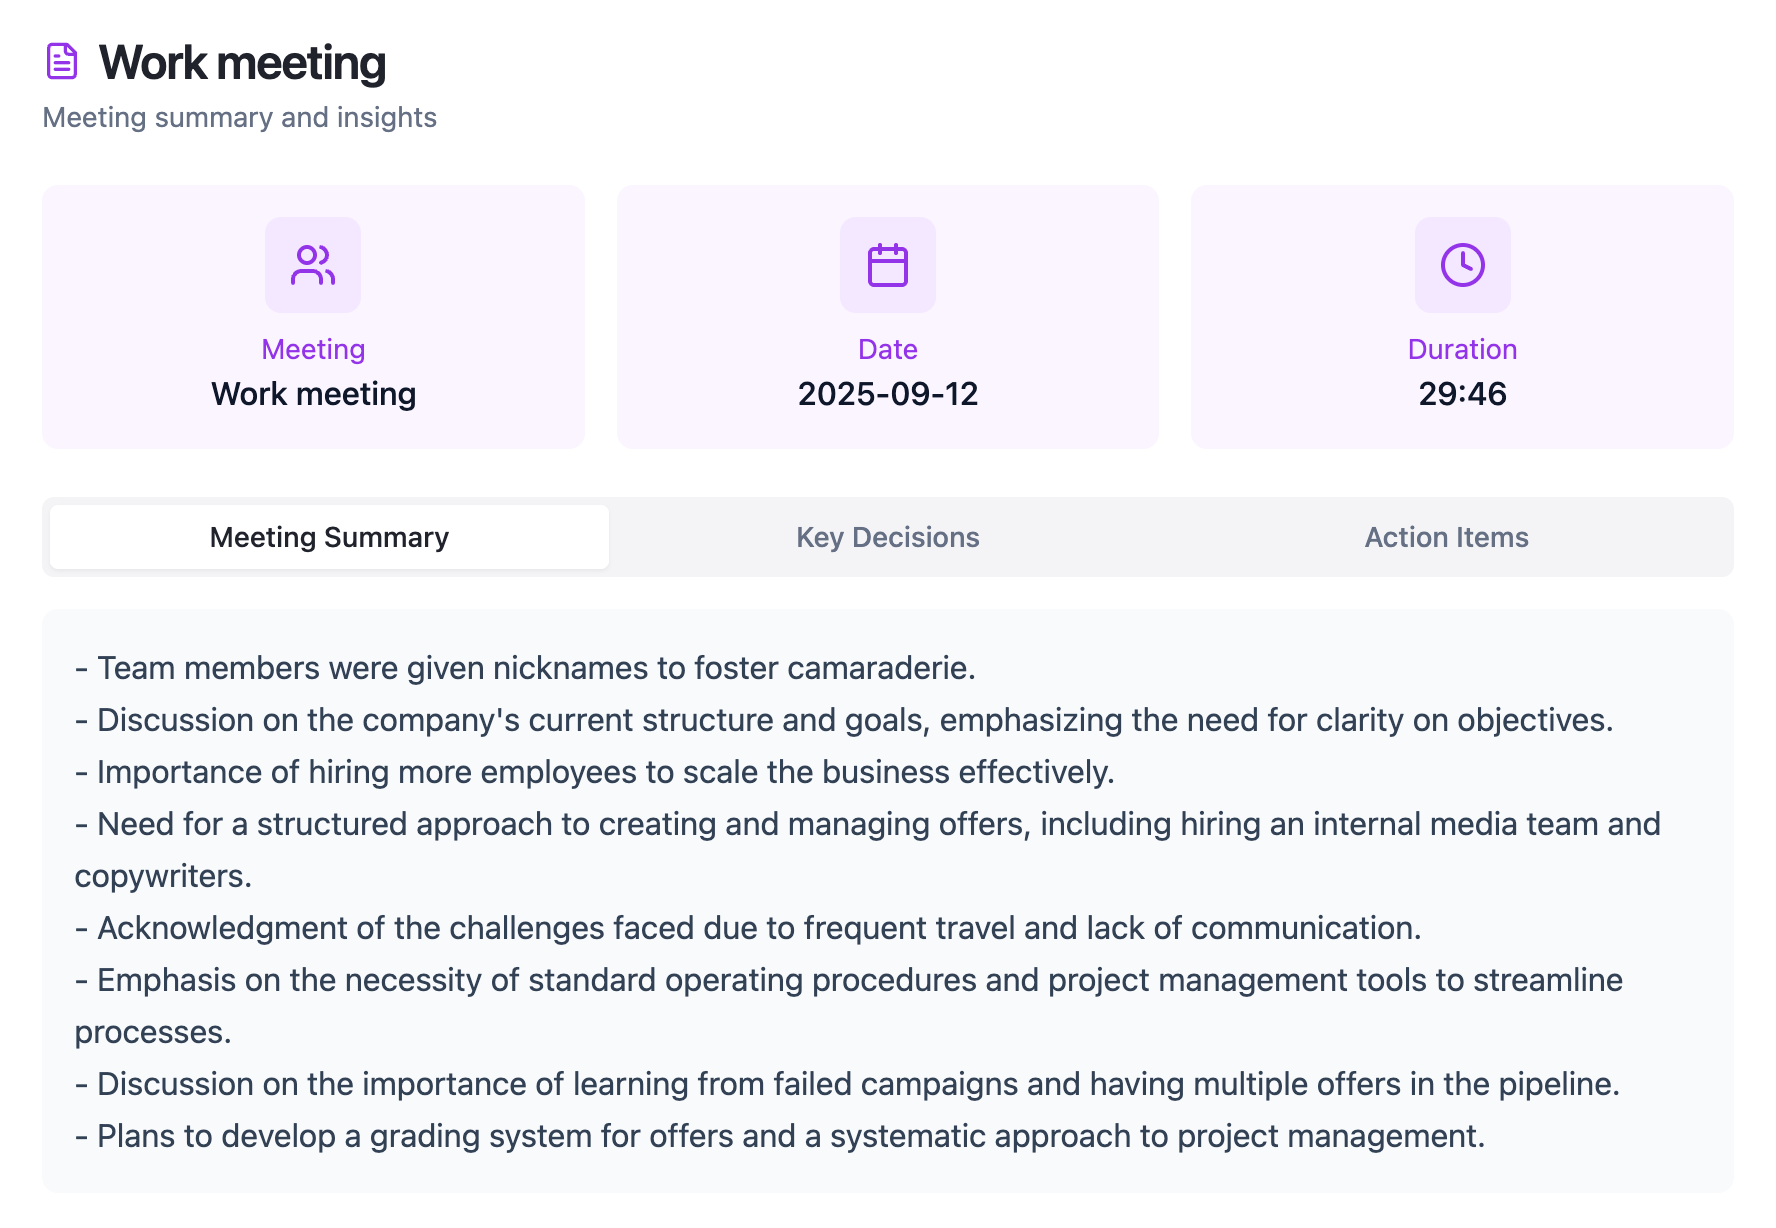 Work meeting
Meeting summary and insights
Meeting
Work meeting
Date
2025-09-12
Duration
29:46
Meeting Summary
Key Decisions
Action Items
- Team members were given nicknames to foster camaraderie.
- Discussion on the company's current structure and goals, emphasizing the need for clarity on objectives.
- Importance of hiring more employees to scale the business effectively.
- Need for a structured approach to creating and managing offers, including hiring an internal media team and
copywriters.
- Acknowledgment of the challenges faced due to frequent travel and lack of communication.
- Emphasis on the necessity of standard operating procedures and project management tools to streamline
processes.
- Discussion on the importance of learning from failed campaigns and having multiple offers in the pipeline.
- Plans to develop a grading system for offers and a systematic approach to project management.